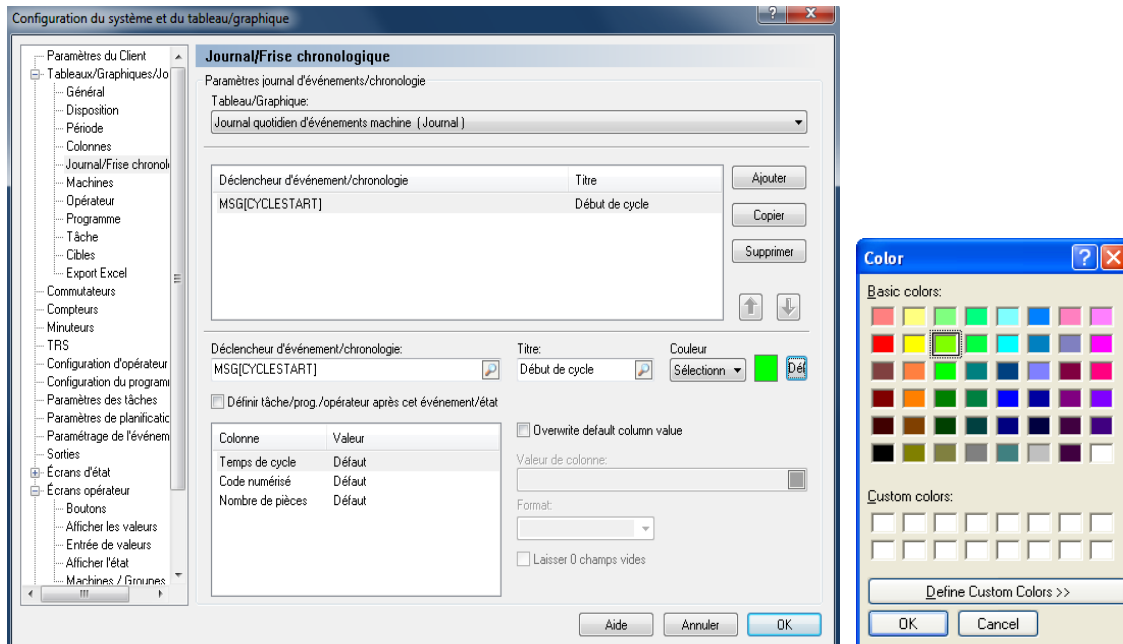 Configuration du système et du tableau/graphique
Paramètres du Client
Tableaux/Graphiques/Jo
Général
Disposition
Période
Colonnes
Journal/Frise chronol
Machines
Opérateur
Programme
Tâche
Cibles
Export Excel
Commutateurs
Compteurs
Minuteurs
TRS
Configuration d'opérateur
Configuration du program
Paramètres des tâches
Paramètres de planificatic
Paramétrage de l'événem
Sorties
Écrans d'état
Écrans opérateur
Boutons
Afficher les valeurs
Entrée de valeurs
Afficher l'état
Machines / Groupes
Journal/Frise chronologique
Paramètres journal d'événements/chronologie
Tableau/Graphique:
Journal quotidien d'événements machine ( Journal )
Déclencheur d'événement/chronologie Titre
MSG[CYCLESTART] Début de cycle
Ajouter
Copier
Supprimer
Déclencheur d'événement/chronologie: Titre: Couleur
MSG[CYCLESTART] Début de cycle Sélectionn Déf
Définir tâche/prog./opérateur après cet événement/état
Colonne Valeur
Temps de cycle Défaut
Code numérisé Défaut
Nombre de pièces Défaut
Overwrite default column value
Valeur de colonne:
Format:
Laisser 0 champs vides
Aide Annuler OK
Color
Basic colors:
Custom colors:
Define Custom Colors >>
OK Cancel